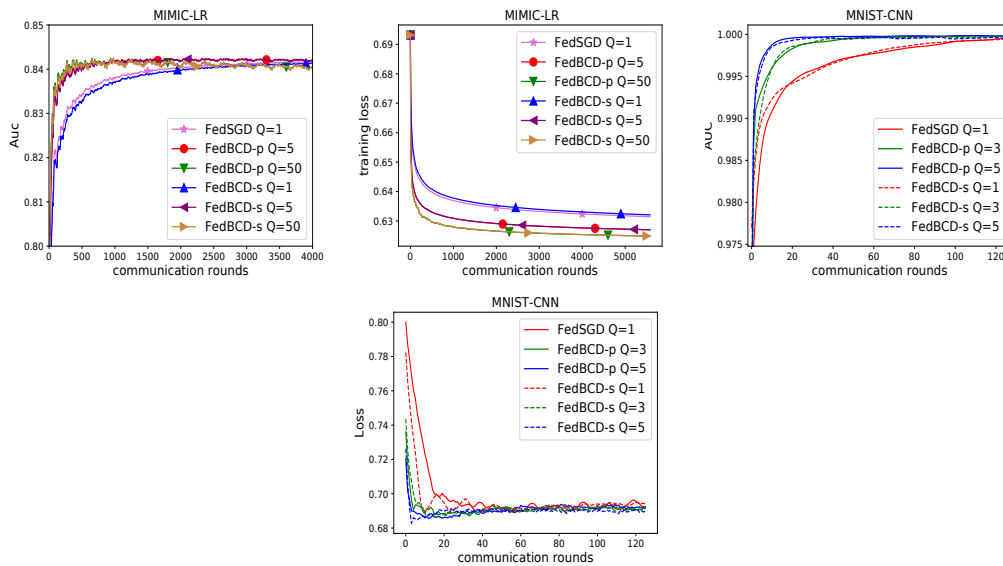 MIMIC-LR
0.85
0.84
0.83
0.82
0.81
0.80
Auc
FedSGD Q=1
FedBCD-p Q=5
FedBCD-p Q=50
FedBCD-s Q=1
FedBCD-s Q=5
FedBCD-s Q=50
0 500 1000 1500 2000 2500 3000 3500 4000
communication rounds
MIMIC-LR
0.69
0.68
0.67
0.66
0.65
0.64
0.63
training loss
FedSGD Q=1
FedBCD-p Q=5
FedBCD-p Q=50
FedBCD-s Q=1
FedBCD-s Q=5
FedBCD-s Q=50
0 1000 2000 3000 4000 5000
communication rounds
MNIST-CNN
1.000
0.995
0.990
0.985
0.980
0.975
AUC
FedSGD Q=1
FedBCD-p Q=3
FedBCD-p Q=5
FedBCD-s Q=1
FedBCD-s Q=3
FedBCD-s Q=5
0 20 40 60 80 100 120
communication rounds
MNIST-CNN
0.80
0.78
0.76
0.74
0.72
0.70
0.68
Loss
FedSGD Q=1
FedBCD-p Q=3
FedBCD-p Q=5
FedBCD-s Q=1
FedBCD-s Q=3
FedBCD-s Q=5
0 20 40 60 80 100 120
communication rounds